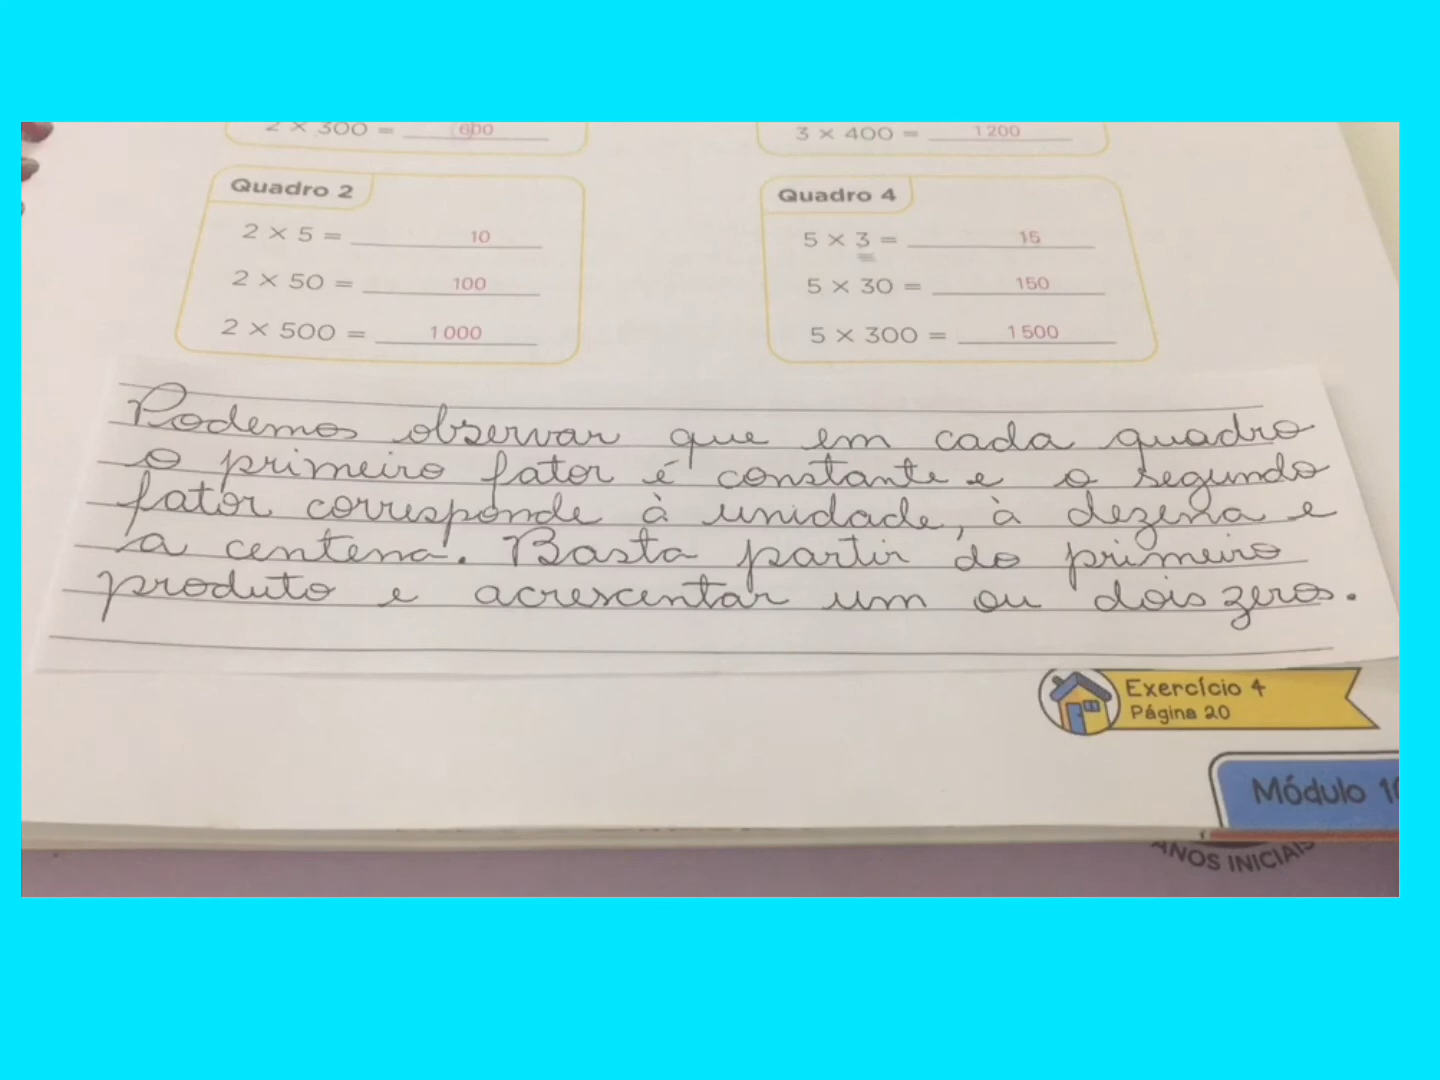 2 × 300 = 600
3 × 400 = 1 200
Quadro 2
2 × 5 = 10
2 × 50 = 100
2 × 500 = 1 000
Quadro 4
5 × 3 = 15
5 × 30 = 150
5 × 300 = 1 500
Podemos observar que em cada quadro
o primeiro fator é constante e o segundo
fator corresponde à unidade, à dezena e
a centena. Basta partir do primeiro
produto e acrescentar um ou dois zeros.
Exercício 4
Página 20
Módulo 10
ANOS INICIAIS